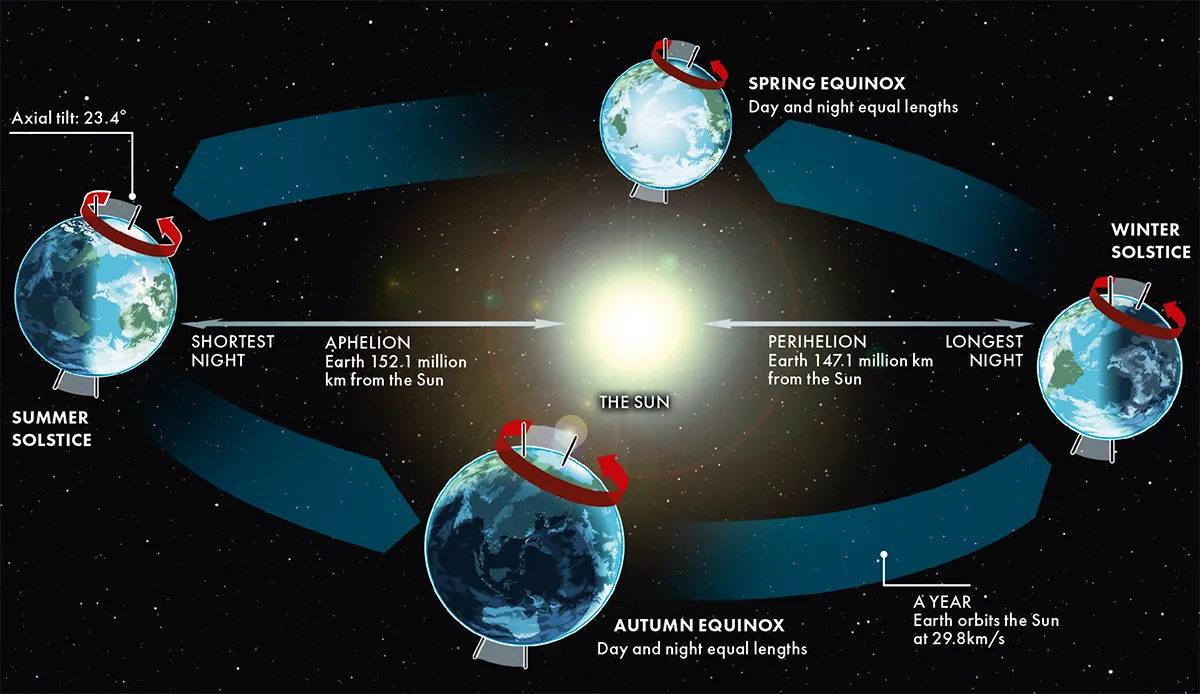 SPRING EQUINOX
Day and night equal lengths
Axial tilt: 23.4°
WINTER
SOLSTICE
SHORTEST
NIGHT
APHELION
Earth 152.1 million
km from the Sun
PERIHELION
Earth 147.1 million km
from the Sun
LONGEST
NIGHT
THE SUN
SUMMER
SOLSTICE
A YEAR
Earth orbits the Sun
at 29.8km/s
AUTUMN EQUINOX
Day and night equal lengths